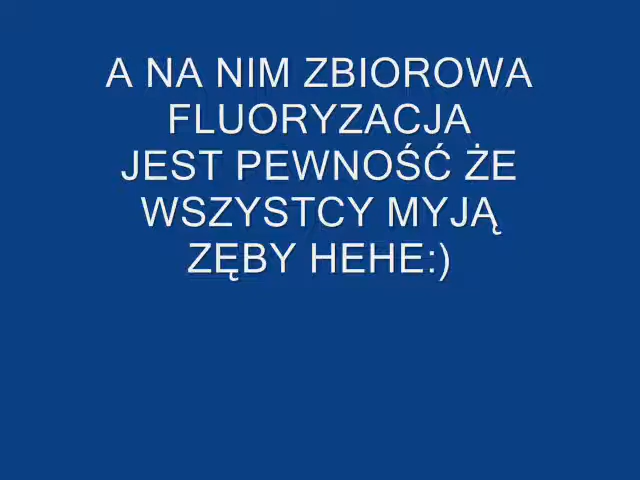 A NA NIM ZBIOROWA
FLUORYZACJA
JEST PEWNOŚĆ ŻE
WSZYSTCY MYJĄ
ZĘBY HEHE:)